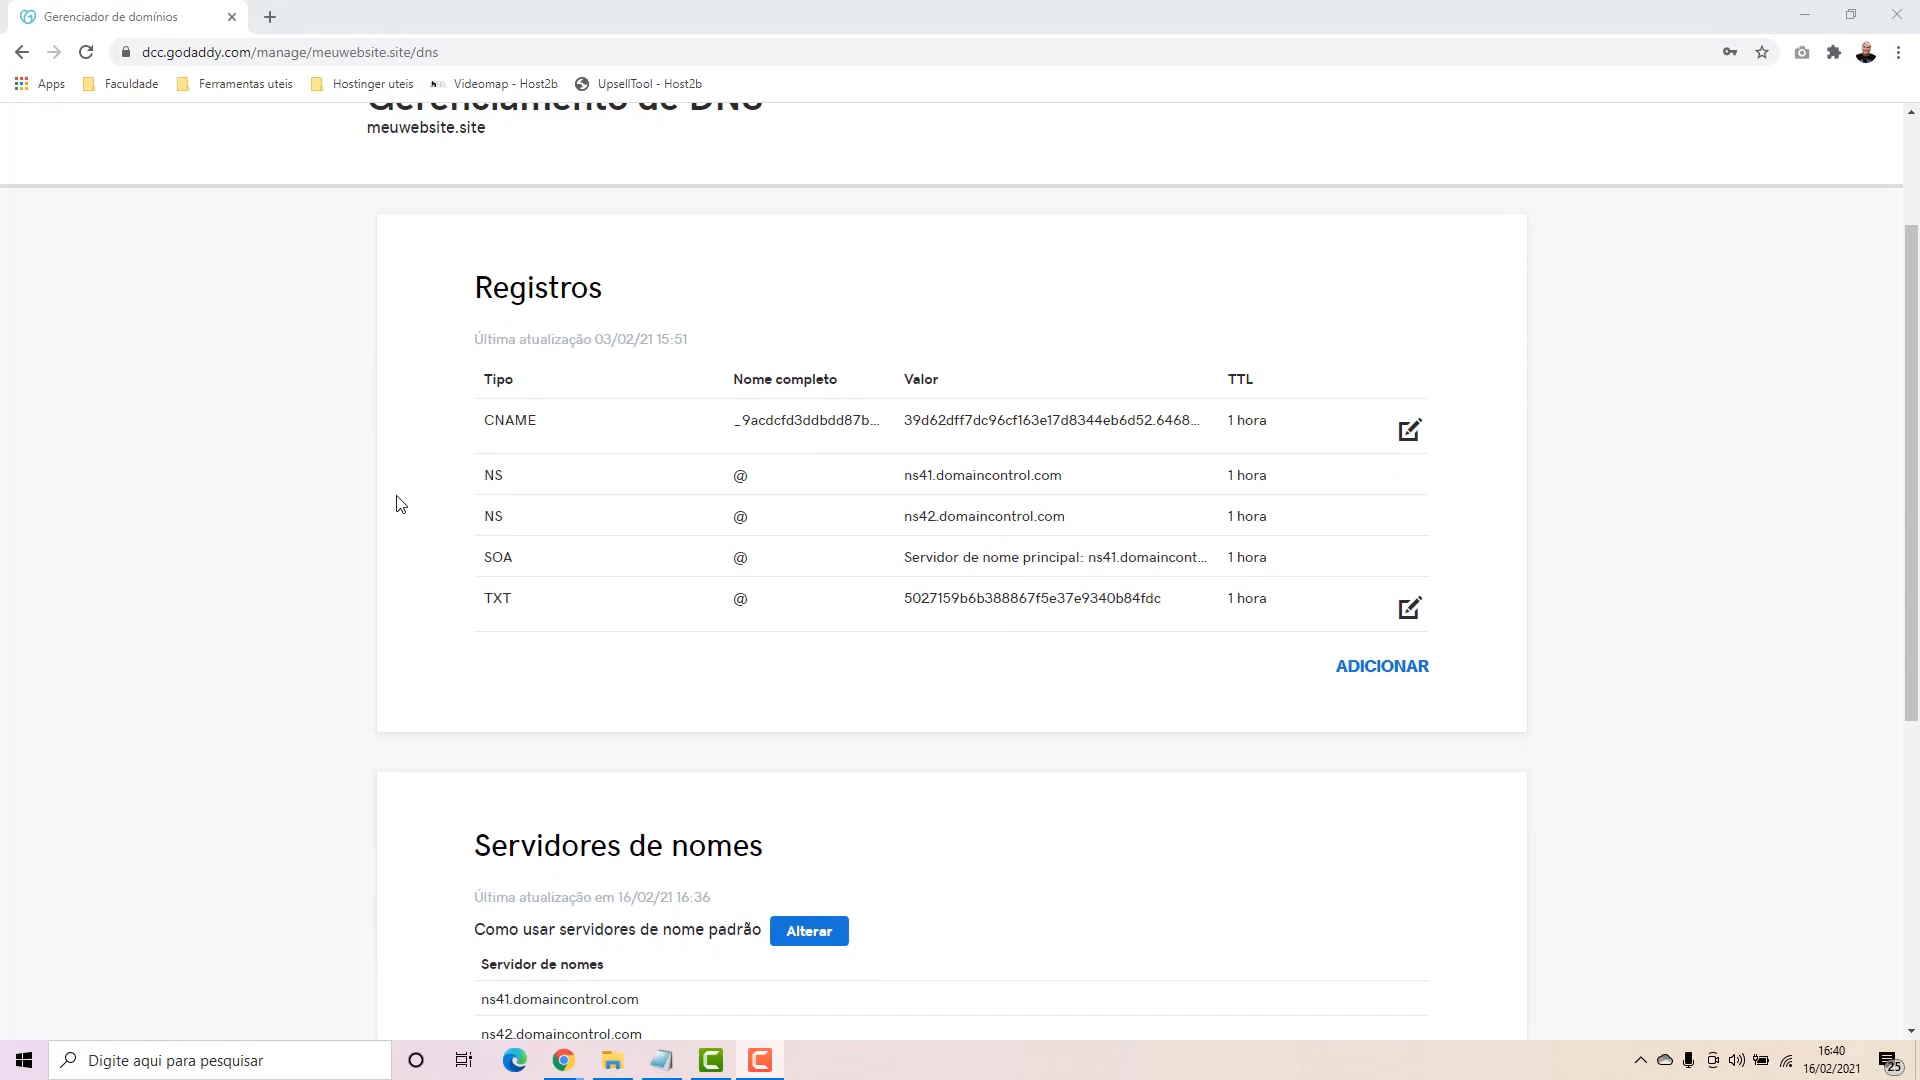 Gerenciador de domínios
dcc.godaddy.com/manage/meuwebsite.site/dns
Apps Faculdade Ferramentas uteis Hostinger uteis Videomap - Host2b UpsellTool - Host2b
Gerenciamento de DNS
meuwebsite.site
Registros
Última atualização 03/02/21 15:51
Tipo Nome completo Valor TTL
CNAME _9acdcfd3ddbdd87b... 39d62dff7dc96cf163e17d8344eb6d52.6468... 1 hora
NS @ ns41.domaincontrol.com 1 hora
NS @ ns42.domaincontrol.com 1 hora
SOA @ Servidor de nome principal: ns41.domaincont... 1 hora
TXT @ 5027159b6b388867f5e37e9340b84fdc 1 hora
ADICIONAR
Servidores de nomes
Última atualização em 16/02/21 16:36
Como usar servidores de nome padrão Alterar
Servidor de nomes
ns41.domaincontrol.com
ns42.domaincontrol.com
Digite aqui para pesquisar
16:40
16/02/2021
25